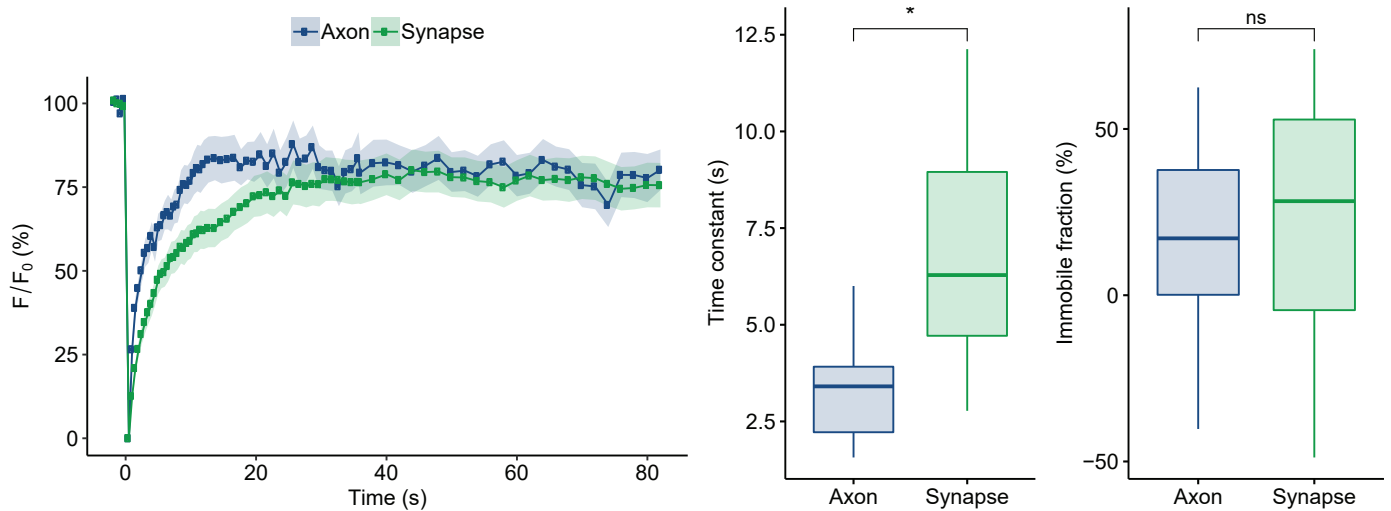 Axon Synapse
F/F₀ (%)
100
75
50
25
0
0 20 40 60 80
Time (s)
*
Time constant (s)
12.5
10.0
7.5
5.0
2.5
Axon Synapse
ns
Immobile fraction (%)
50
0
−50
Axon Synapse